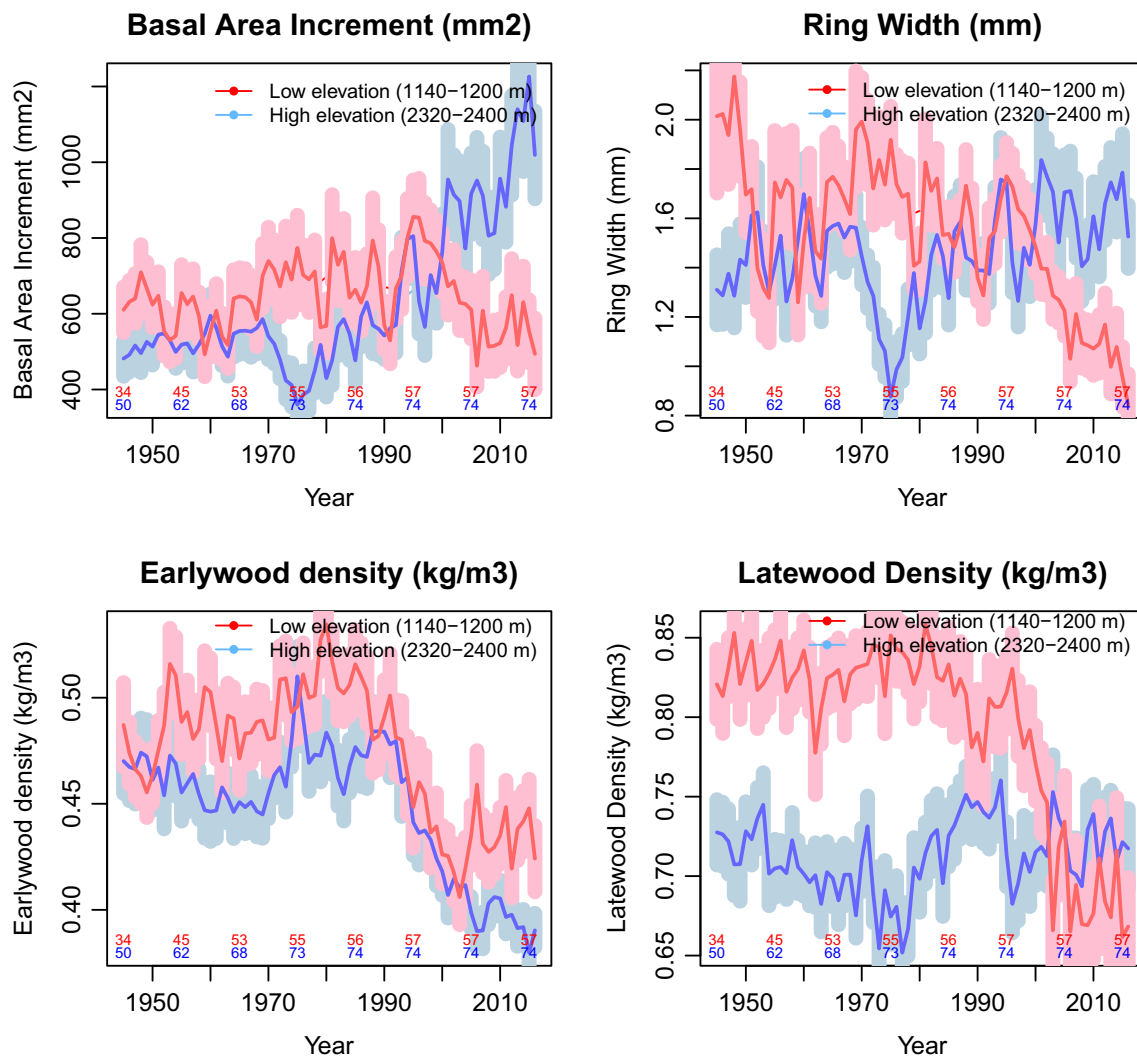 Basal Area Increment (mm2)
Basal Area Increment (mm2)
1000
800
600
400
Low elevation (1140−1200 m)
High elevation (2320−2400 m)
34 45 53 55 56 57 57 57
50 62 68 73 74 74 74 74
1950 1970 1990 2010
Year
Ring Width (mm)
Ring Width (mm)
2.0
1.6
1.2
0.8
Low elevation (1140−1200 m)
High elevation (2320−2400 m)
34 45 53 55 56 57 57 57
50 62 68 73 74 74 74 74
1950 1970 1990 2010
Year
Earlywood density (kg/m3)
Earlywood density (kg/m3)
0.50
0.45
0.40
Low elevation (1140−1200 m)
High elevation (2320−2400 m)
34 45 53 55 56 57 57 57
50 62 68 73 74 74 74 74
1950 1970 1990 2010
Year
Latewood Density (kg/m3)
Latewood Density (kg/m3)
0.85
0.80
0.75
0.70
0.65
Low elevation (1140−1200 m)
High elevation (2320−2400 m)
34 45 53 55 56 57 57 57
50 62 68 73 74 74 74 74
1950 1970 1990 2010
Year